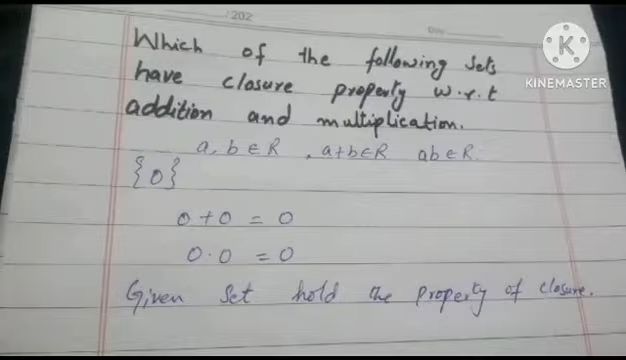 /202
Which of the following sets
have closure property w.r.t
addition and multiplication.
a, b ∈ R , a+b ∈ R ab ∈ R.
{0}
0+0 = 0
0·0 = 0
Given set hold the property of closure.
K
KINEMASTER